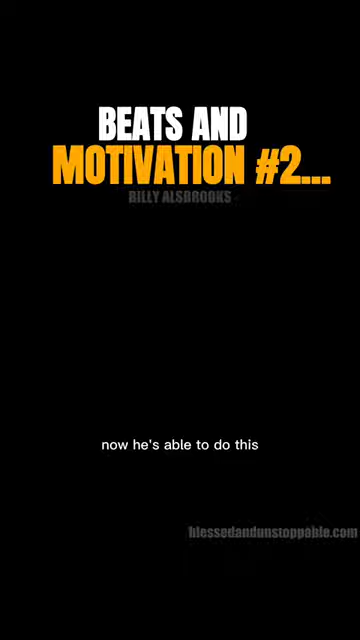 BEATS AND
MOTIVATION #2...
BILLY ALSBROOKS
now he's able to do this
blessedandunstoppable.com